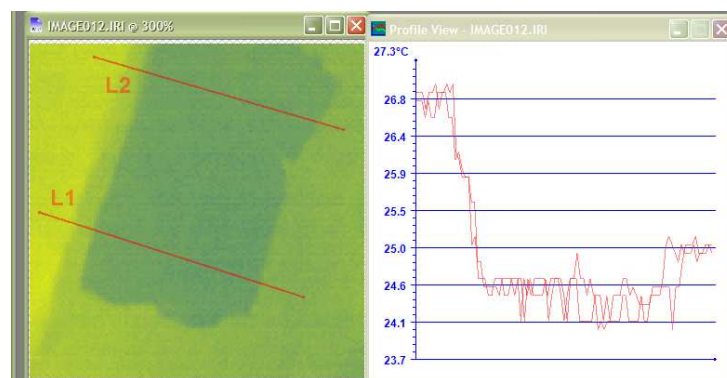 IMAGE012.IRI @ 300%
L2
L1
Profile View - IMAGE012.IRI
27.3°C
26.8
26.4
25.9
25.5
25.0
24.6
24.1
23.7